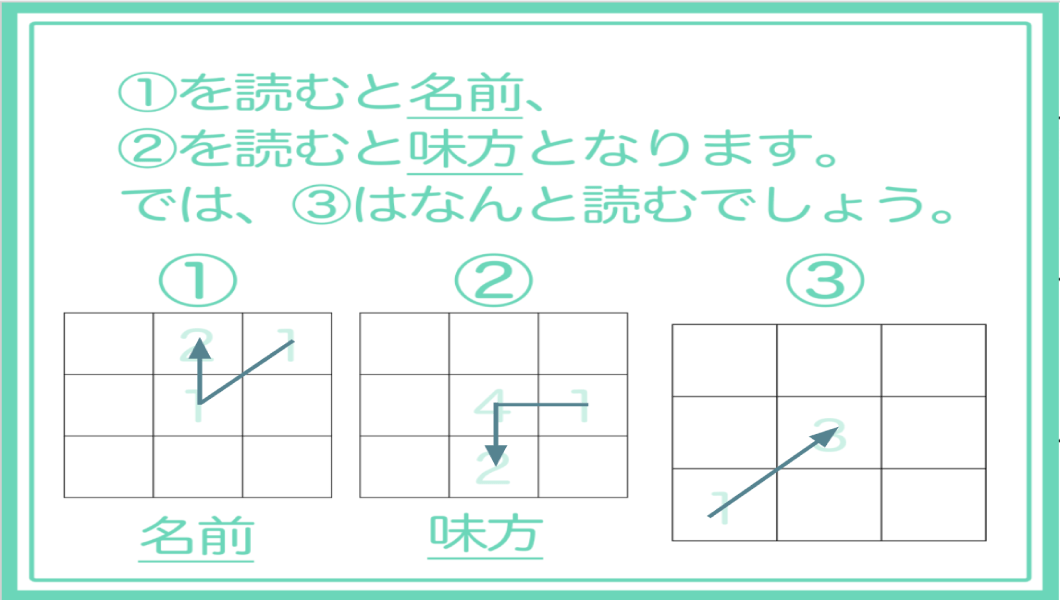 ①を読むと名前、
②を読むと味方となります。
では、③はなんと読むでしょう。
① ② ③
2 1
1
4 1
2
3
1
名前 味方